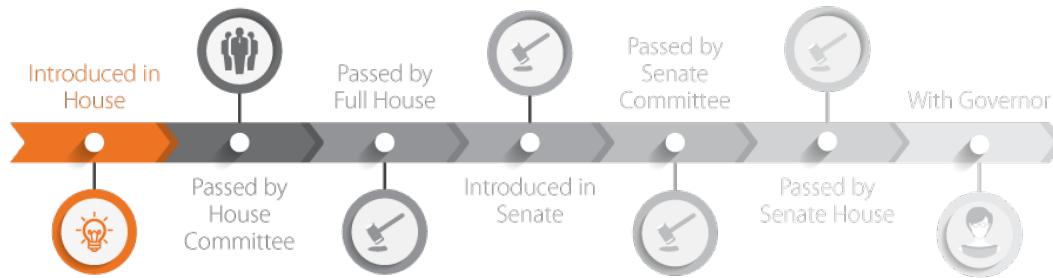 Introduced in
House
Passed by
House
Committee
Passed by
Full House
Introduced in
Senate
Passed by
Senate
Committee
Passed by
Senate House
With Governor